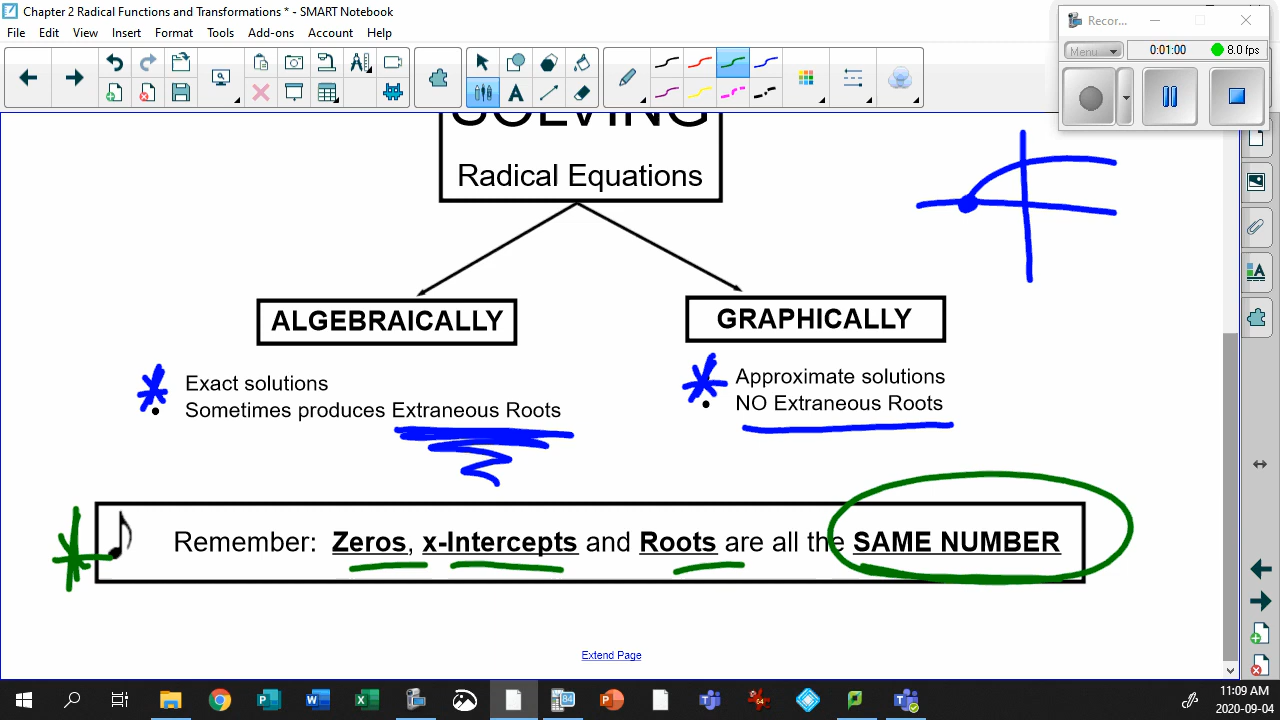 Chapter 2 Radical Functions and Transformations * - SMART Notebook
File Edit View Insert Format Tools Add-ons Account Help
Recor...
Menu
0:01:00
8.0 fps
SOLVING
Radical Equations
ALGEBRAICALLY
GRAPHICALLY
Exact solutions
• Sometimes produces Extraneous Roots
Approximate solutions
• NO Extraneous Roots
Remember: Zeros, x-Intercepts and Roots are all the SAME NUMBER
Extend Page
11:09 AM
2020-09-04